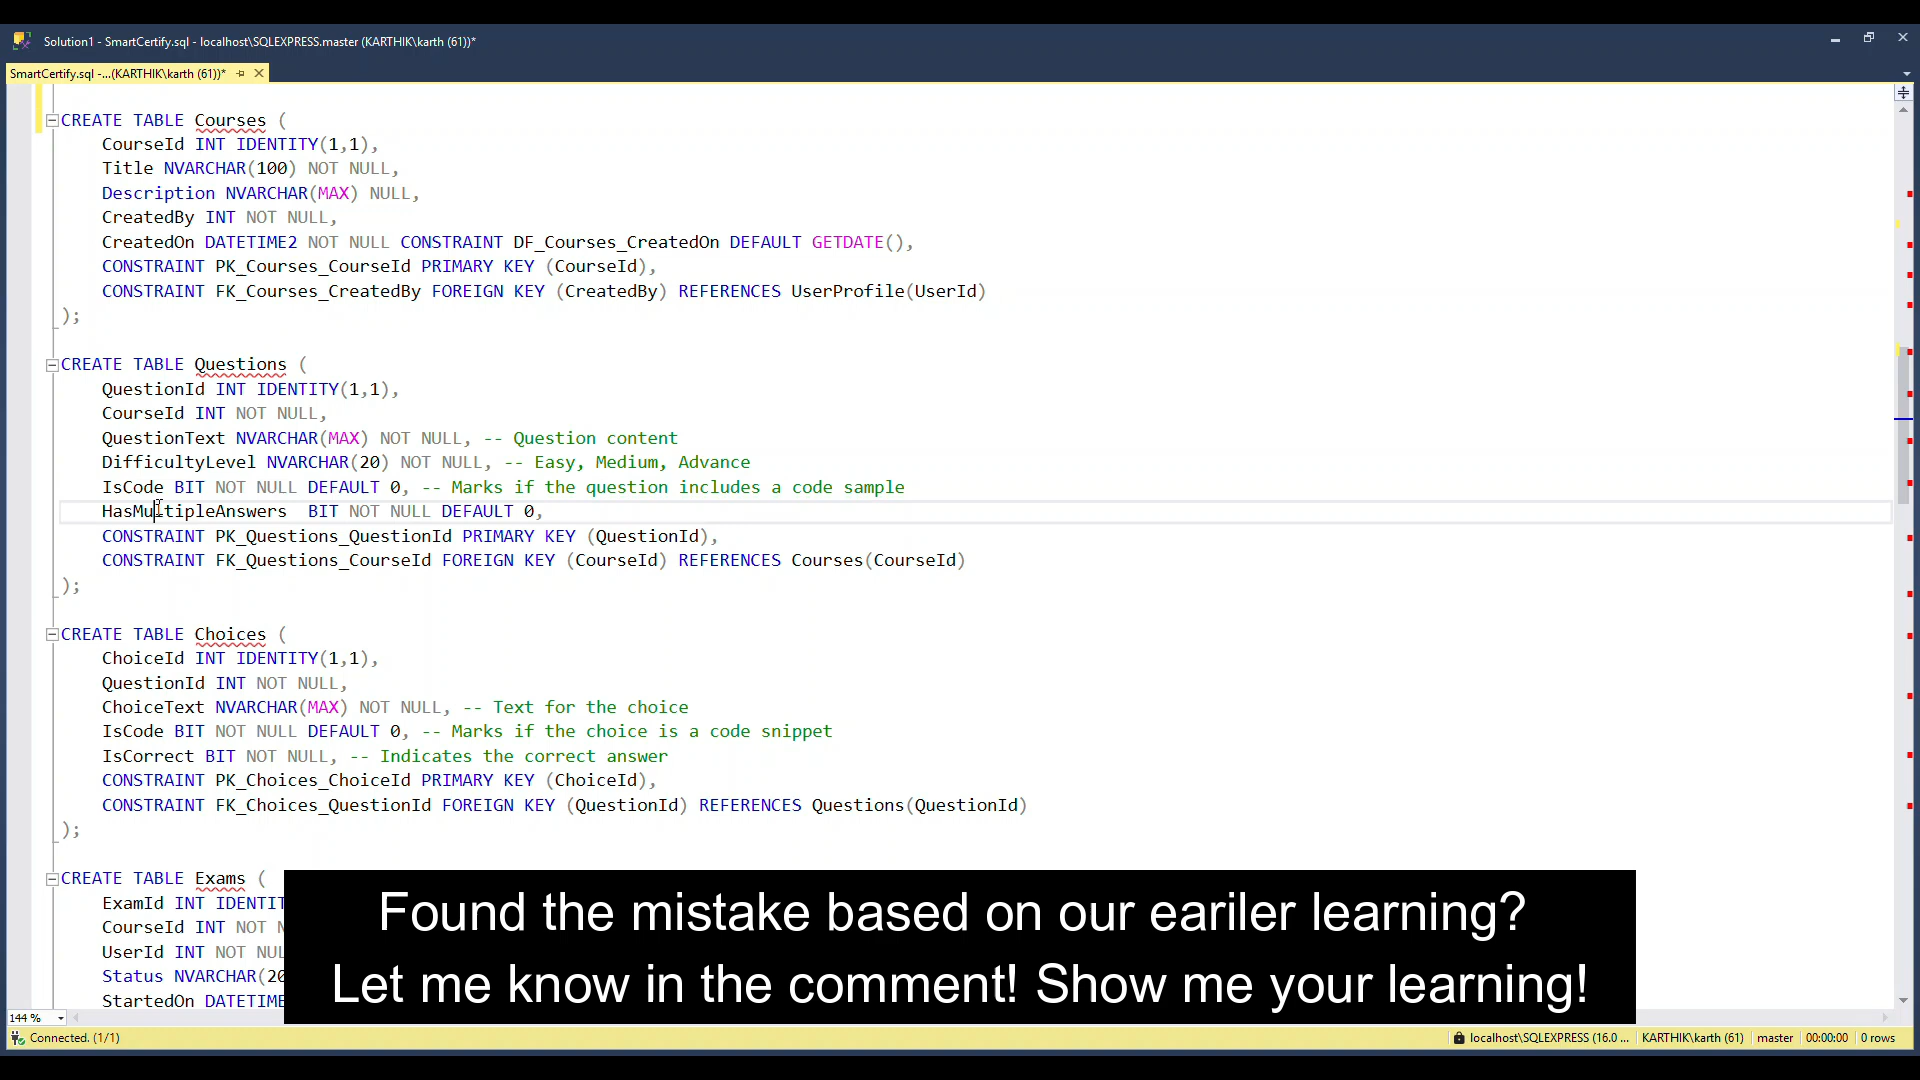 Solution1 - SmartCertify.sql - localhost\SQLEXPRESS.master (KARTHIK\karth (61))*
SmartCertify.sql -...(KARTHIK\karth (61))*
CREATE TABLE Courses (
CourseId INT IDENTITY(1,1),
Title NVARCHAR(100) NOT NULL,
Description NVARCHAR(MAX) NULL,
CreatedBy INT NOT NULL,
CreatedOn DATETIME2 NOT NULL CONSTRAINT DF_Courses_CreatedOn DEFAULT GETDATE(),
CONSTRAINT PK_Courses_CourseId PRIMARY KEY (CourseId),
CONSTRAINT FK_Courses_CreatedBy FOREIGN KEY (CreatedBy) REFERENCES UserProfile(UserId)
);
CREATE TABLE Questions (
QuestionId INT IDENTITY(1,1),
CourseId INT NOT NULL,
QuestionText NVARCHAR(MAX) NOT NULL, -- Question content
DifficultyLevel NVARCHAR(20) NOT NULL, -- Easy, Medium, Advance
IsCode BIT NOT NULL DEFAULT 0, -- Marks if the question includes a code sample
HasMultipleAnswers  BIT NOT NULL DEFAULT 0,
CONSTRAINT PK_Questions_QuestionId PRIMARY KEY (QuestionId),
CONSTRAINT FK_Questions_CourseId FOREIGN KEY (CourseId) REFERENCES Courses(CourseId)
);
CREATE TABLE Choices (
ChoiceId INT IDENTITY(1,1),
QuestionId INT NOT NULL,
ChoiceText NVARCHAR(MAX) NOT NULL, -- Text for the choice
IsCode BIT NOT NULL DEFAULT 0, -- Marks if the choice is a code snippet
IsCorrect BIT NOT NULL, -- Indicates the correct answer
CONSTRAINT PK_Choices_ChoiceId PRIMARY KEY (ChoiceId),
CONSTRAINT FK_Choices_QuestionId FOREIGN KEY (QuestionId) REFERENCES Questions(QuestionId)
);
CREATE TABLE Exams (
ExamId INT IDENTIT
CourseId INT NOT N
UserId INT NOT NUL
Status NVARCHAR(20
StartedOn DATETIME
Found the mistake based on our eariler learning?
Let me know in the comment! Show me your learning!
144 %
Connected. (1/1)
localhost\SQLEXPRESS (16.0 ...
KARTHIK\karth (61)
master
00:00:00
0 rows